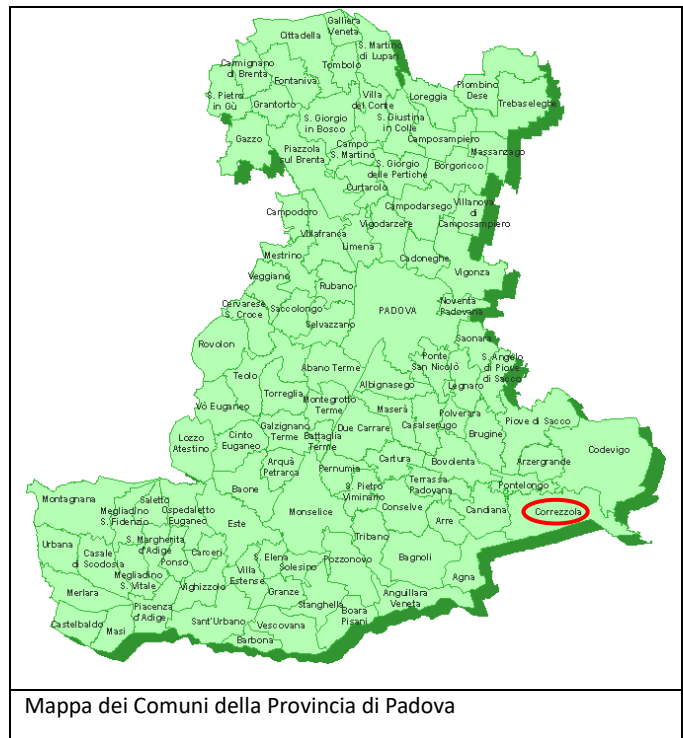 Galliera
Veneta
Cittadella
S. Martino
di Lupari
Carmignano
di Brenta
Tombolo
Fontaniva
S. Pietro
in Gù
Grantorto
Villa
del Conte
Loreggia
Piombino
Dese
Trebaseleghe
S. Giorgio
in Bosco
S. Giustina
in Colle
Gazzo
Piazzola
sul Brenta
Campo
S. Martino
Camposampiero
Massanzago
S. Giorgio
delle Pertiche
Borgoricco
Curtarolo
Campodoro
Campodarsego
Villanova
di
Camposampiero
Villafranca
Vigodarzere
Limena
Mestrino
Cadoneghe
Veggiano
Vigonza
Rubano
Cervarese
S. Croce
Saccolongo
PADOVA
Noventa
Padovana
Selvazzano
Rovolon
Saonara
Teolo
Abano Terme
Ponte
San Nicolò
S. Angelo
di Piove
di Sacco
Albignasego
Legnaro
Torreglia
Montegrotto
Terme
Vò Euganeo
Maserà
Polverara
Galzignano
Terme
Battaglia
Terme
Due Carrare
Casalserugo
Brugine
Piove di Sacco
Lozzo
Atestino
Cinto
Euganeo
Codevigo
Arquà
Petrarca
Pernumia
Cartura
Bovolenta
Arzergrande
Baone
S. Pietro
Viminario
Terrassa
Padovana
Pontelongo
Montagnana
Saletto
Megliadino
S. Fidenzio
Ospedaletto
Euganeo
Este
Monselice
Conselve
Arre
Candiana
Correzzola
Urbana
Casale
di Scodosia
S. Margherita
d'Adige
Ponso
Carceri
Tribano
Megliadino
S. Vitale
S. Elena
Solesino
Pozzonovo
Bagnoli
Merlara
Vighizzolo
Villa
Estense
Granze
Agna
Anguillara
Veneta
Piacenza
d'Adige
Stanghella
Boara
Pisani
Castelbaldo
Masi
Sant'Urbano
Vescovana
Barbona
Mappa dei Comuni della Provincia di Padova